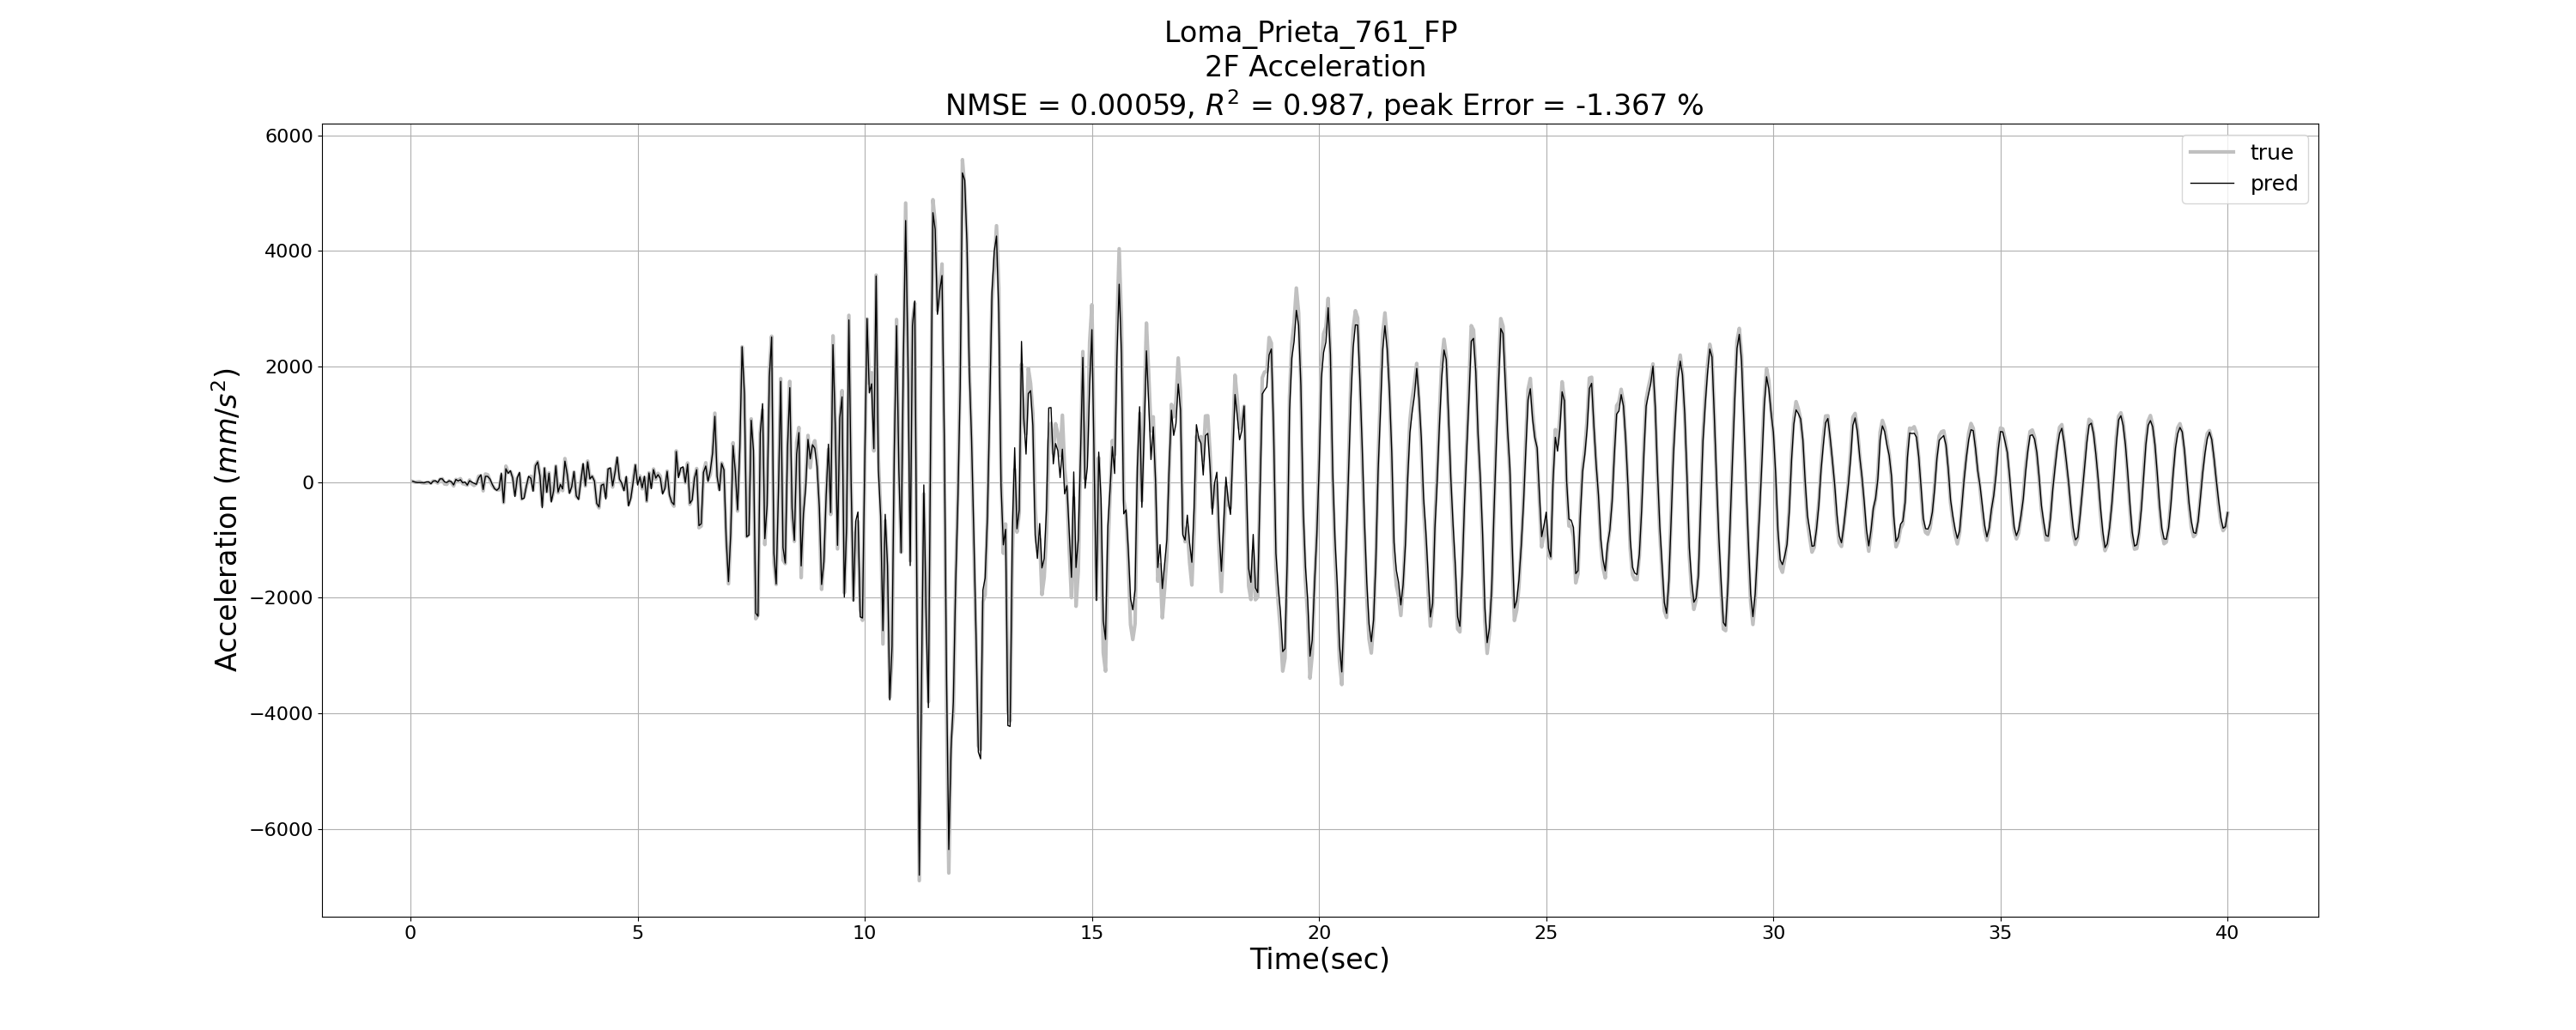 Loma_Prieta_761_FP
2F Acceleration
NMSE = 0.00059, R² = 0.987, peak Error = -1.367 %
6000
4000
2000
0
−2000
−4000
−6000
Acceleration (mm/s²)
true
pred
0 5 10 15 20 25 30 35 40
Time(sec)